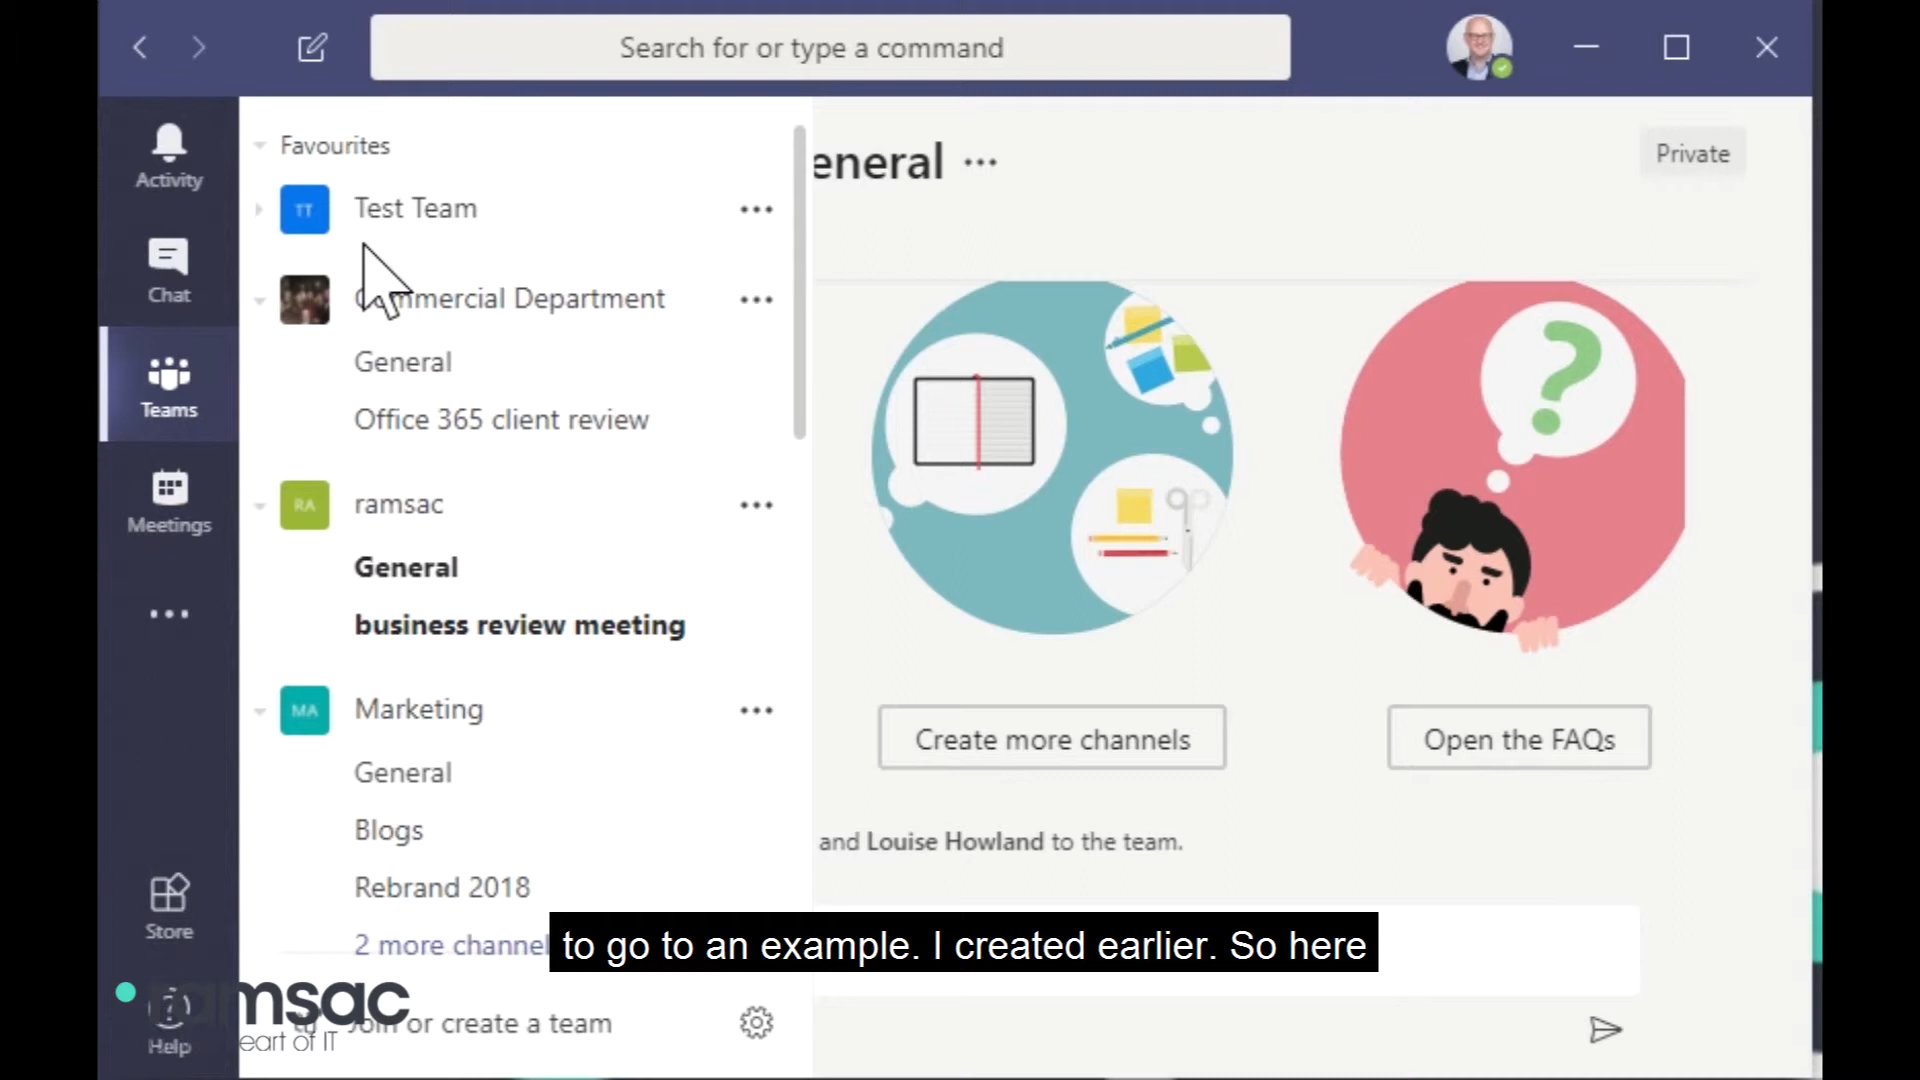 Search for or type a command
Activity
Chat
Teams
Meetings
Store
Help
Favourites
TT
Test Team
Commercial Department
General
Office 365 client review
RA
ramsac
General
business review meeting
MA
Marketing
General
Blogs
Rebrand 2018
2 more channel
Join or create a team
eneral
Private
Create more channels
Open the FAQs
and Louise Howland to the team.
to go to an example. I created earlier. So here
ramsac
eart of IT